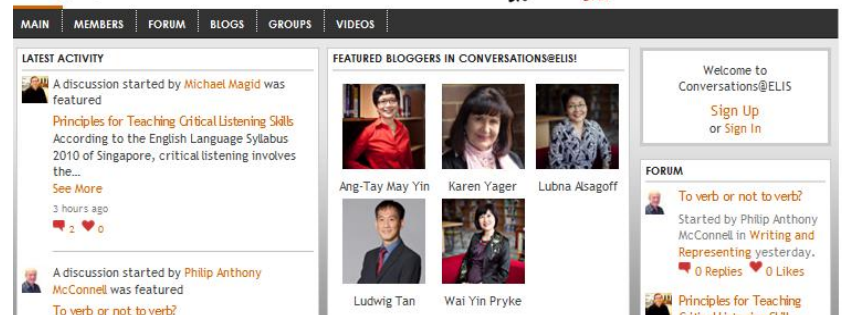 MAIN
MEMBERS
FORUM
BLOGS
GROUPS
VIDEOS
LATEST ACTIVITY
A discussion started by Michael Magid was
featured
Principles for Teaching Critical Listening Skills
According to the English Language Syllabus
2010 of Singapore, critical listening involves
the...
See More
3 hours ago
2 0
A discussion started by Philip Anthony
McConnell was featured
To verb or not to verb?
FEATURED BLOGGERS IN CONVERSATIONS@ELIS!
Ang-Tay May Yin Karen Yager Lubna Alsagoff
Ludwig Tan Wai Yin Pryke
Welcome to
Conversations@ELIS
Sign Up
or Sign In
FORUM
To verb or not to verb?
Started by Philip Anthony
McConnell in Writing and
Representing yesterday.
0 Replies 0 Likes
Principles for Teaching